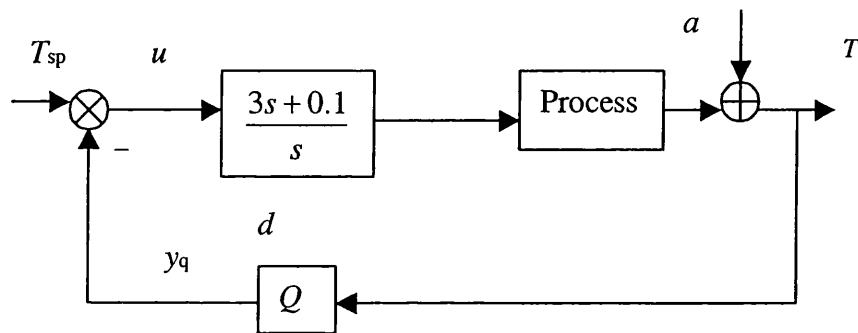 T_sp
u
a
T
3s + 0.1
s
Process
–
d
y_q
Q